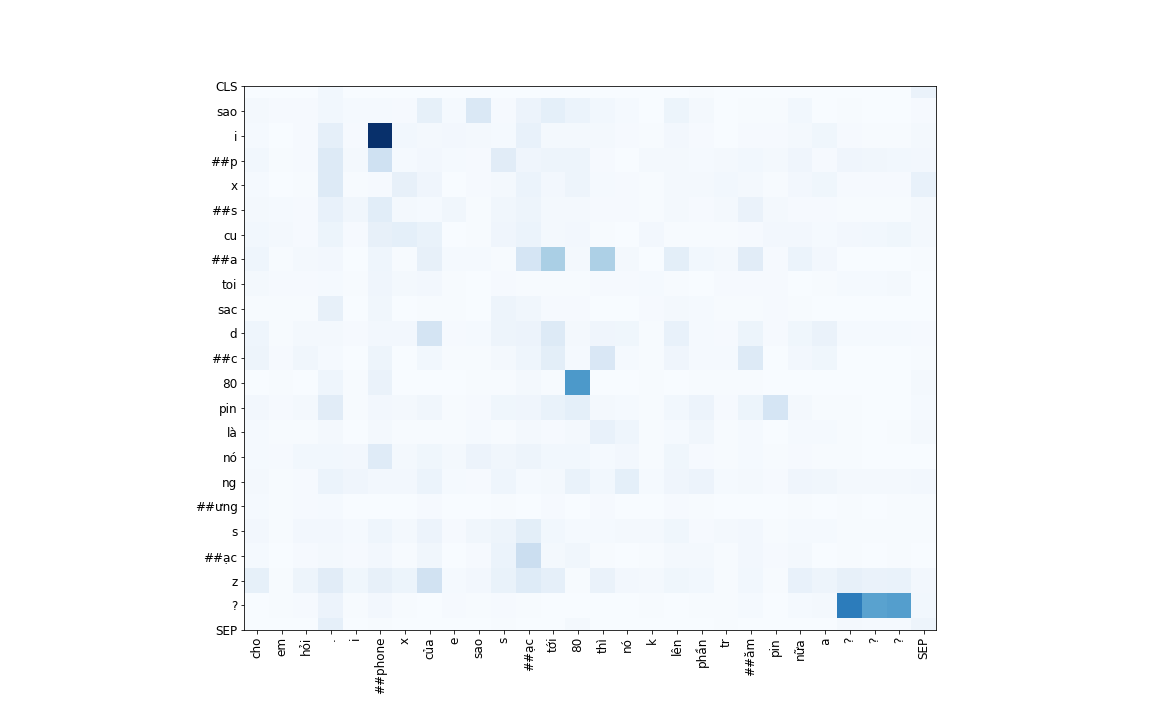 CLS
sao
i
##p
x
##s
cu
##a
toi
sac
d
##c
80
pin
là
nó
ng
##ưng
s
##ạc
z
?
SEP
cho
em
hỏi
.
i
##phone
x
của
e
sao
s
##ạc
tới
80
thì
nó
k
lên
phần
tr
##ăm
pin
nữa
a
?
?
?
SEP